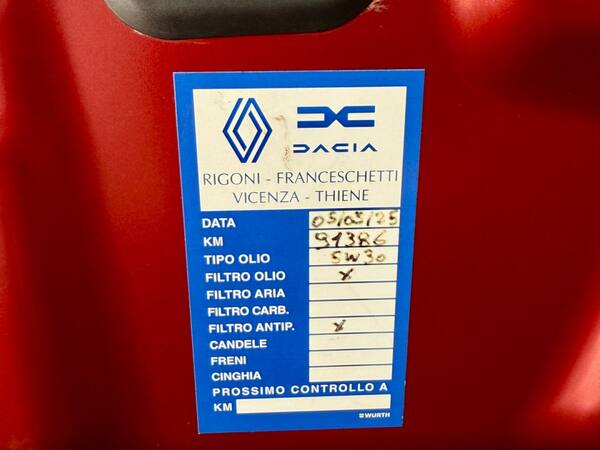 DACIA
RIGONI - FRANCESCHETTI
VICENZA - THIENE
DATA 05/03/25
KM 91386
TIPO OLIO 5W30
FILTRO OLIO X
FILTRO ARIA
FILTRO CARB.
FILTRO ANTIP. X
CANDELE
FRENI
CINGHIA
PROSSIMO CONTROLLO A
KM
WURTH